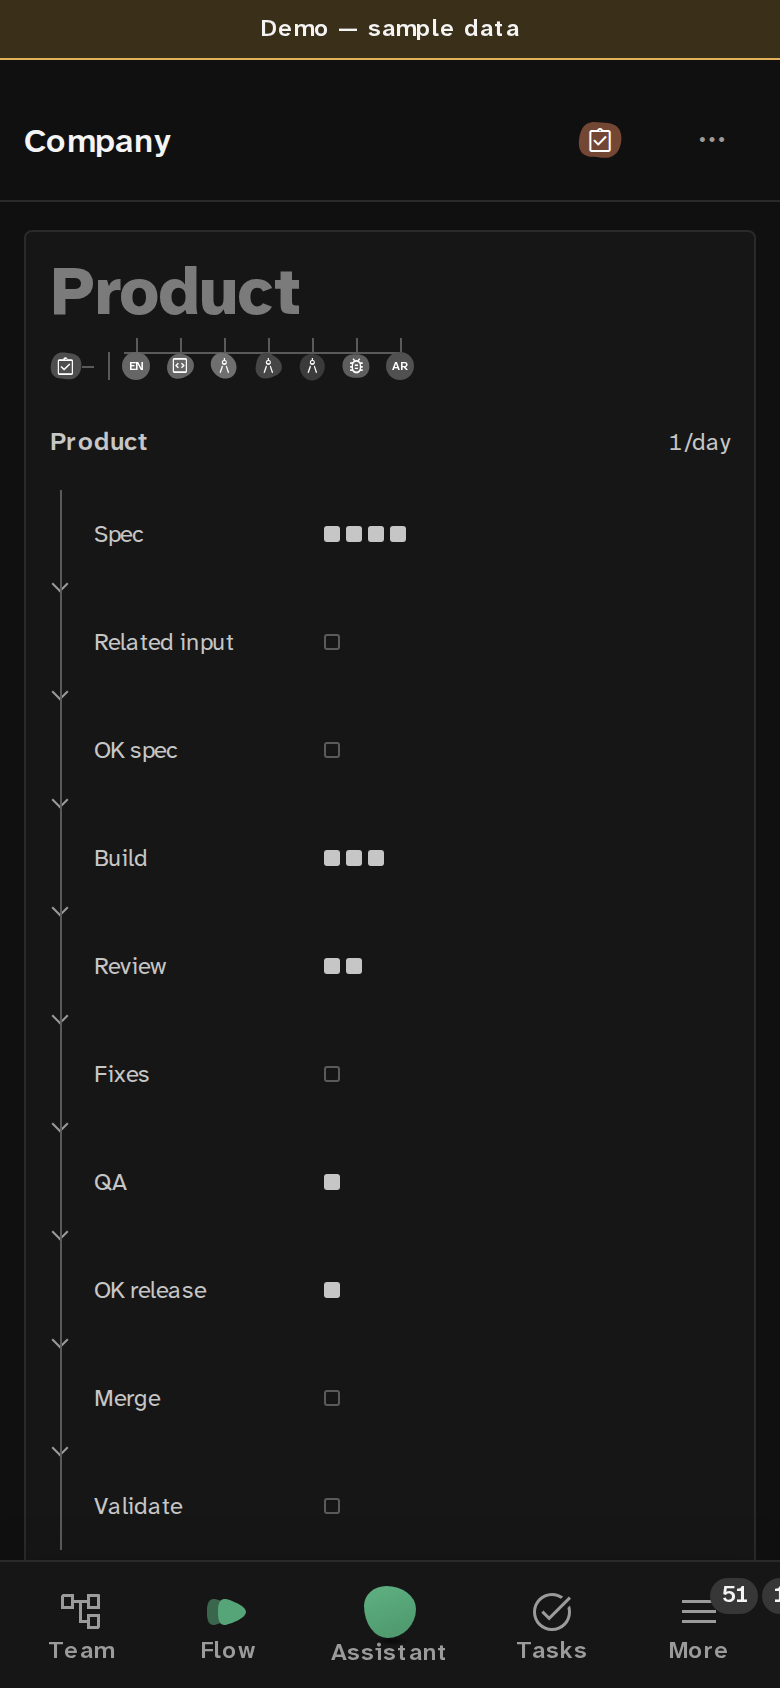 Demo — sample data
Company
Product
EN AR
Product 1/day
Spec
Related input
OK spec
Build
Review
Fixes
QA
OK release
Merge
Validate
51
Team Flow Assistant Tasks More